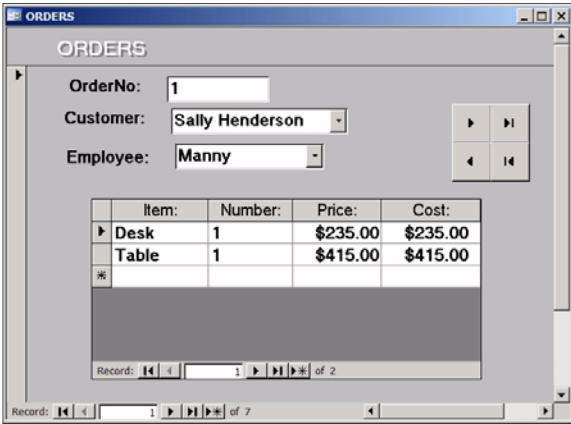 ORDERS
ORDERS
OrderNo: 1
Customer: Sally Henderson
Employee: Manny
Item: Number: Price: Cost:
Desk 1 $235.00 $235.00
Table 1 $415.00 $415.00
Record: 1 of 2
Record: 1 of 7